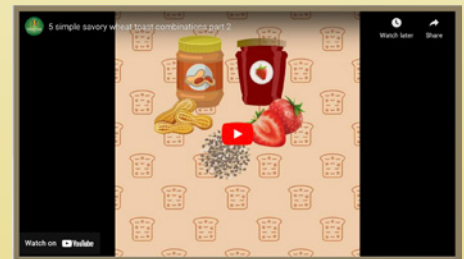 5 simple savory wheat toast combinations part 2
Watch later
Share
Watch on YouTube